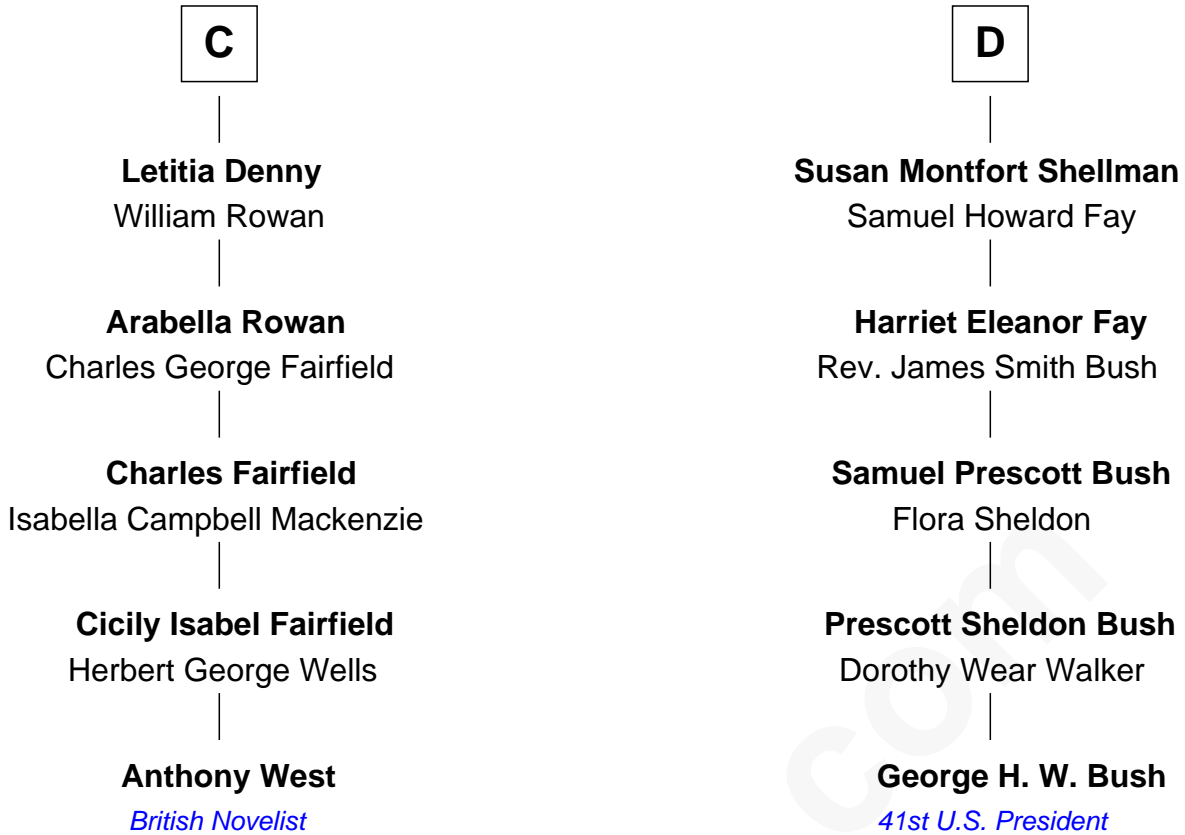 C
Letitia Denny
William Rowan
Arabella Rowan
Charles George Fairfield
Charles Fairfield
Isabella Campbell Mackenzie
Cicily Isabel Fairfield
Herbert George Wells
Anthony West
British Novelist
D
Susan Montfort Shellman
Samuel Howard Fay
Harriet Eleanor Fay
Rev. James Smith Bush
Samuel Prescott Bush
Flora Sheldon
Prescott Sheldon Bush
Dorothy Wear Walker
George H. W. Bush
41st U.S. President
com